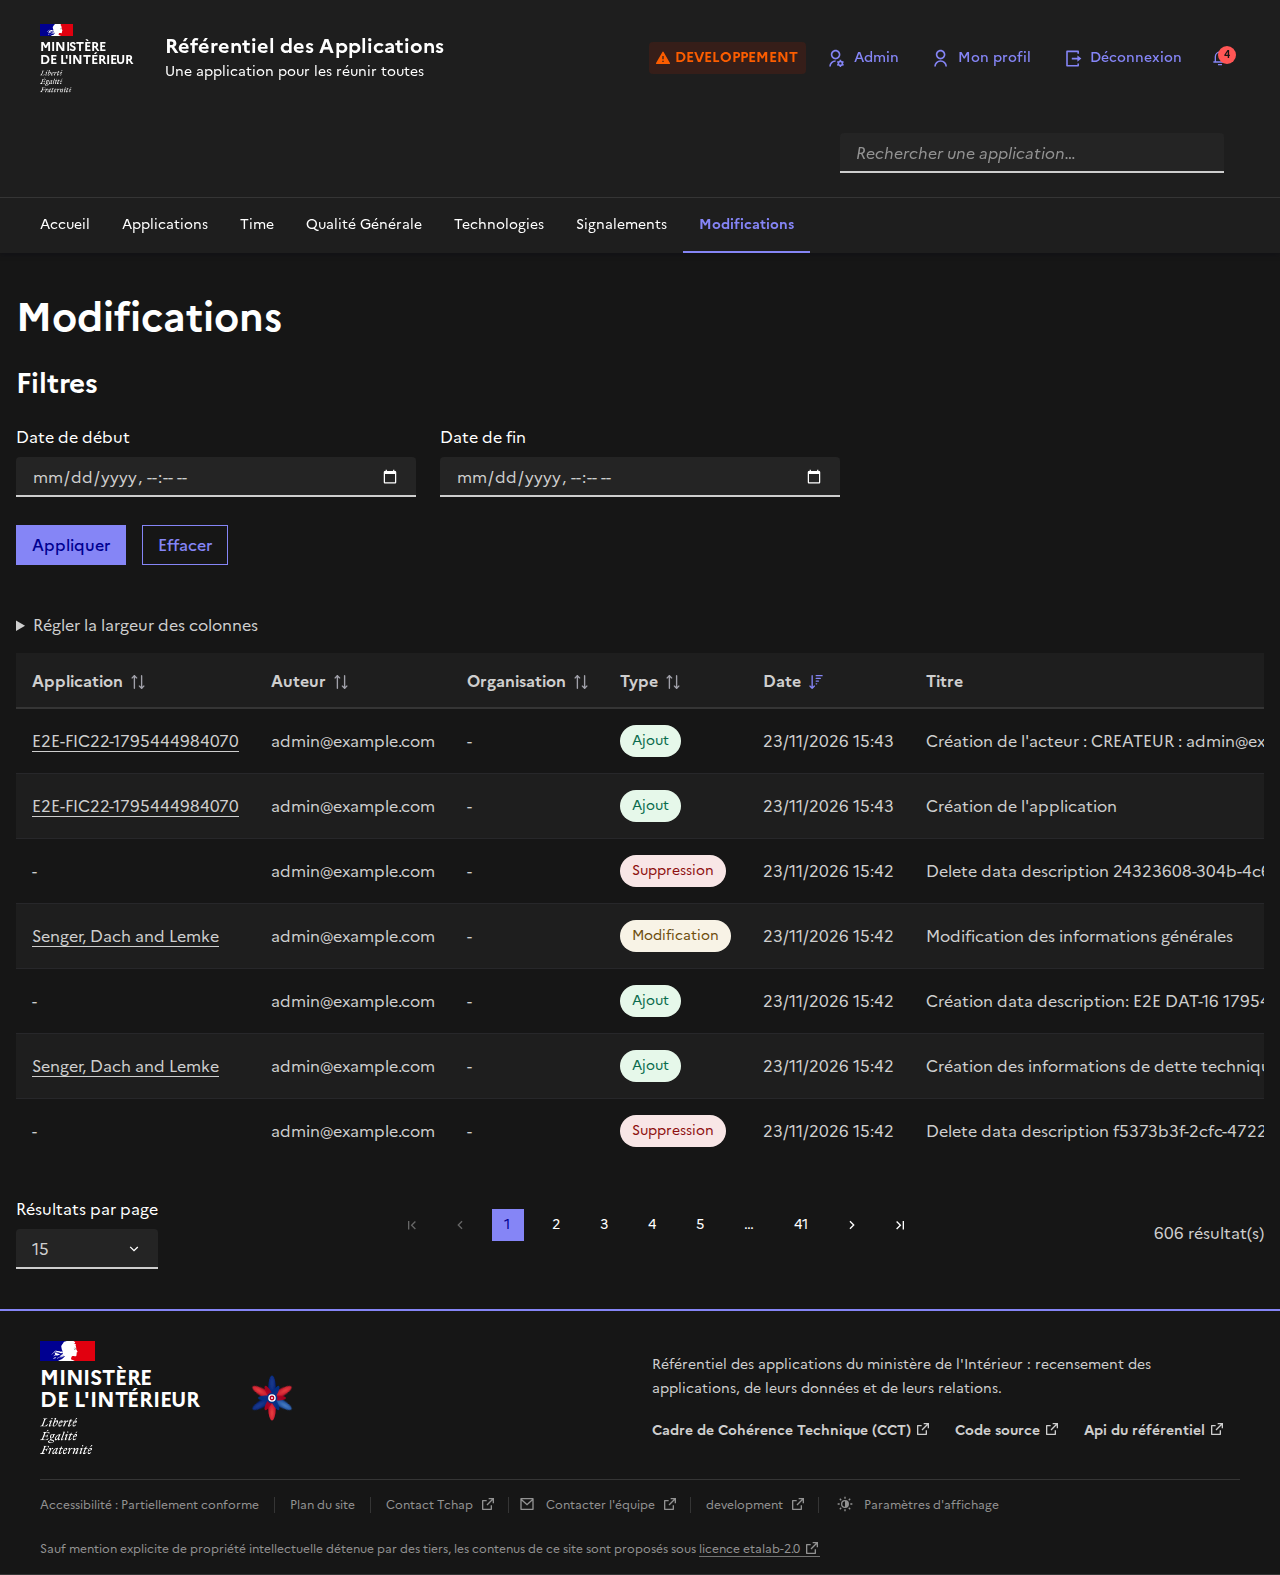 MINISTÈRE
DE L'INTÉRIEUR
Liberté
Égalité
Fraternité
Référentiel des Applications
Une application pour les réunir toutes
DEVELOPPEMENT
Admin
Mon profil
Déconnexion
4
Rechercher une application...
Accueil
Applications
Time
Qualité Générale
Technologies
Signalements
Modifications
Modifications
Filtres
Date de début
Date de fin
mm/dd/yyyy, --:-- --
mm/dd/yyyy, --:-- --
Appliquer
Effacer
Régler la largeur des colonnes
Application Auteur Organisation Type Date Titre
E2E-FIC22-1795444984070 admin@example.com - Ajout 23/11/2026 15:43 Création de l'acteur : CREATEUR : admin@ex
E2E-FIC22-1795444984070 admin@example.com - Ajout 23/11/2026 15:43 Création de l'application
- admin@example.com - Suppression 23/11/2026 15:42 Delete data description 24323608-304b-4c6
Senger, Dach and Lemke admin@example.com - Modification 23/11/2026 15:42 Modification des informations générales
- admin@example.com - Ajout 23/11/2026 15:42 Création data description: E2E DAT-16 17954
Senger, Dach and Lemke admin@example.com - Ajout 23/11/2026 15:42 Création des informations de dette techniqu
- admin@example.com - Suppression 23/11/2026 15:42 Delete data description f5373b3f-2cfc-4722
Résultats par page
15
1 2 3 4 5 … 41
606 résultat(s)
MINISTÈRE
DE L'INTÉRIEUR
Liberté
Égalité
Fraternité
Référentiel des applications du ministère de l'Intérieur : recensement des
applications, de leurs données et de leurs relations.
Cadre de Cohérence Technique (CCT)
Code source
Api du référentiel
Accessibilité : Partiellement conforme
Plan du site
Contact Tchap
Contacter l'équipe
development
Paramètres d'affichage
Sauf mention explicite de propriété intellectuelle détenue par des tiers, les contenus de ce site sont proposés sous licence etalab-2.0